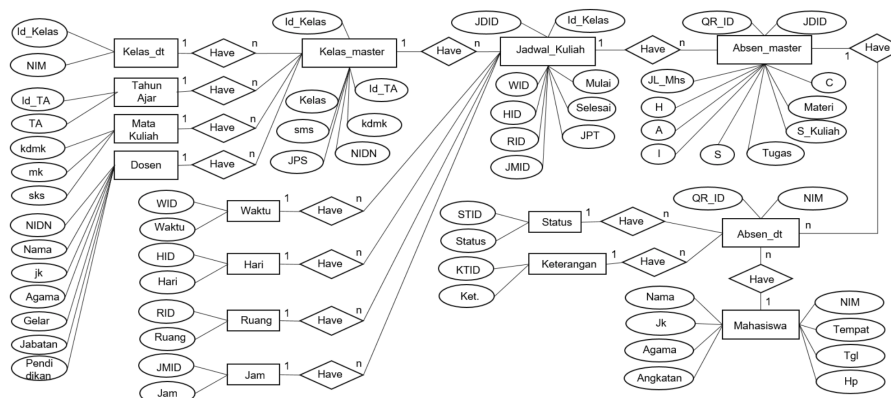 Id_Kelas
NIM
Kelas_dt
1
Have
n
Id_Kelas
Kelas_master
1
Have
n
JDID
Id_Kelas
Jadwal_Kuliah
1
Have
n
QR_ID
JDID
Absen_master
1
Have
Id_TA
TA
Tahun
Ajar
1
Have
n
Kelas
sms
JPS
Id_TA
kdmk
NIDN
WID
HID
RID
JMID
Mulai
Selesai
JPT
JL_Mhs
H
A
I
S
Tugas
S_Kuliah
Materi
C
kdmk
mk
sks
Mata
Kuliah
1
Have
n
NIDN
Nama
jk
Agama
Gelar
Jabatan
Pendi
dikan
Dosen
1
Have
n
WID
Waktu
Waktu
1
Have
n
HID
Hari
Hari
1
Have
n
RID
Ruang
Ruang
1
Have
n
JMID
Jam
Jam
1
Have
n
STID
Status
Status
1
Have
n
KTID
Ket.
Keterangan
1
Have
n
QR_ID
NIM
Absen_dt
n
n
Have
1
Mahasiswa
Nama
Jk
Agama
Angkatan
NIM
Tempat
Tgl
Hp